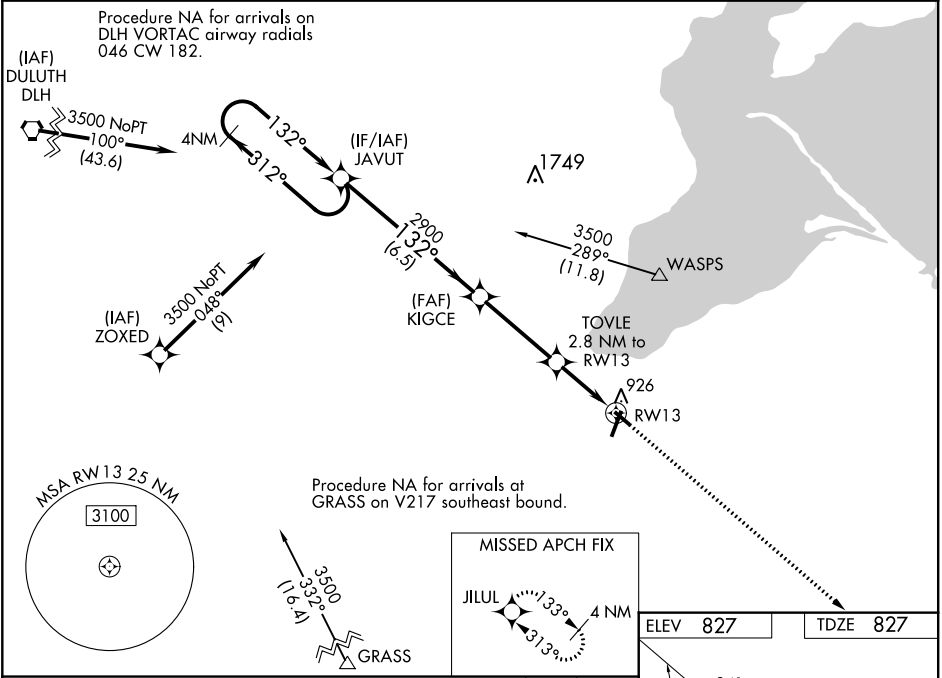 Procedure NA for arrivals on
DLH VORTAC airway radials
046 CW 182.
(IAF)
DULUTH
DLH
3500 NoPT
100°
(43.6)
4NM
132°
312°
(IF/IAF)
JAVUT
1749
2900
132°
(6.5)
3500
289°
(11.8)
WASPS
(FAF)
KIGCE
3500 NoPT
048°
(9)
(IAF)
ZOXED
TOVLE
2.8 NM to
RW13
926
RW13
MSA RW13 25 NM
3100
Procedure NA for arrivals at
GRASS on V217 southeast bound.
3500
332°
(16.4)
GRASS
MISSED APCH FIX
JILUL
133°
313°
4 NM
ELEV 827
TDZE 827